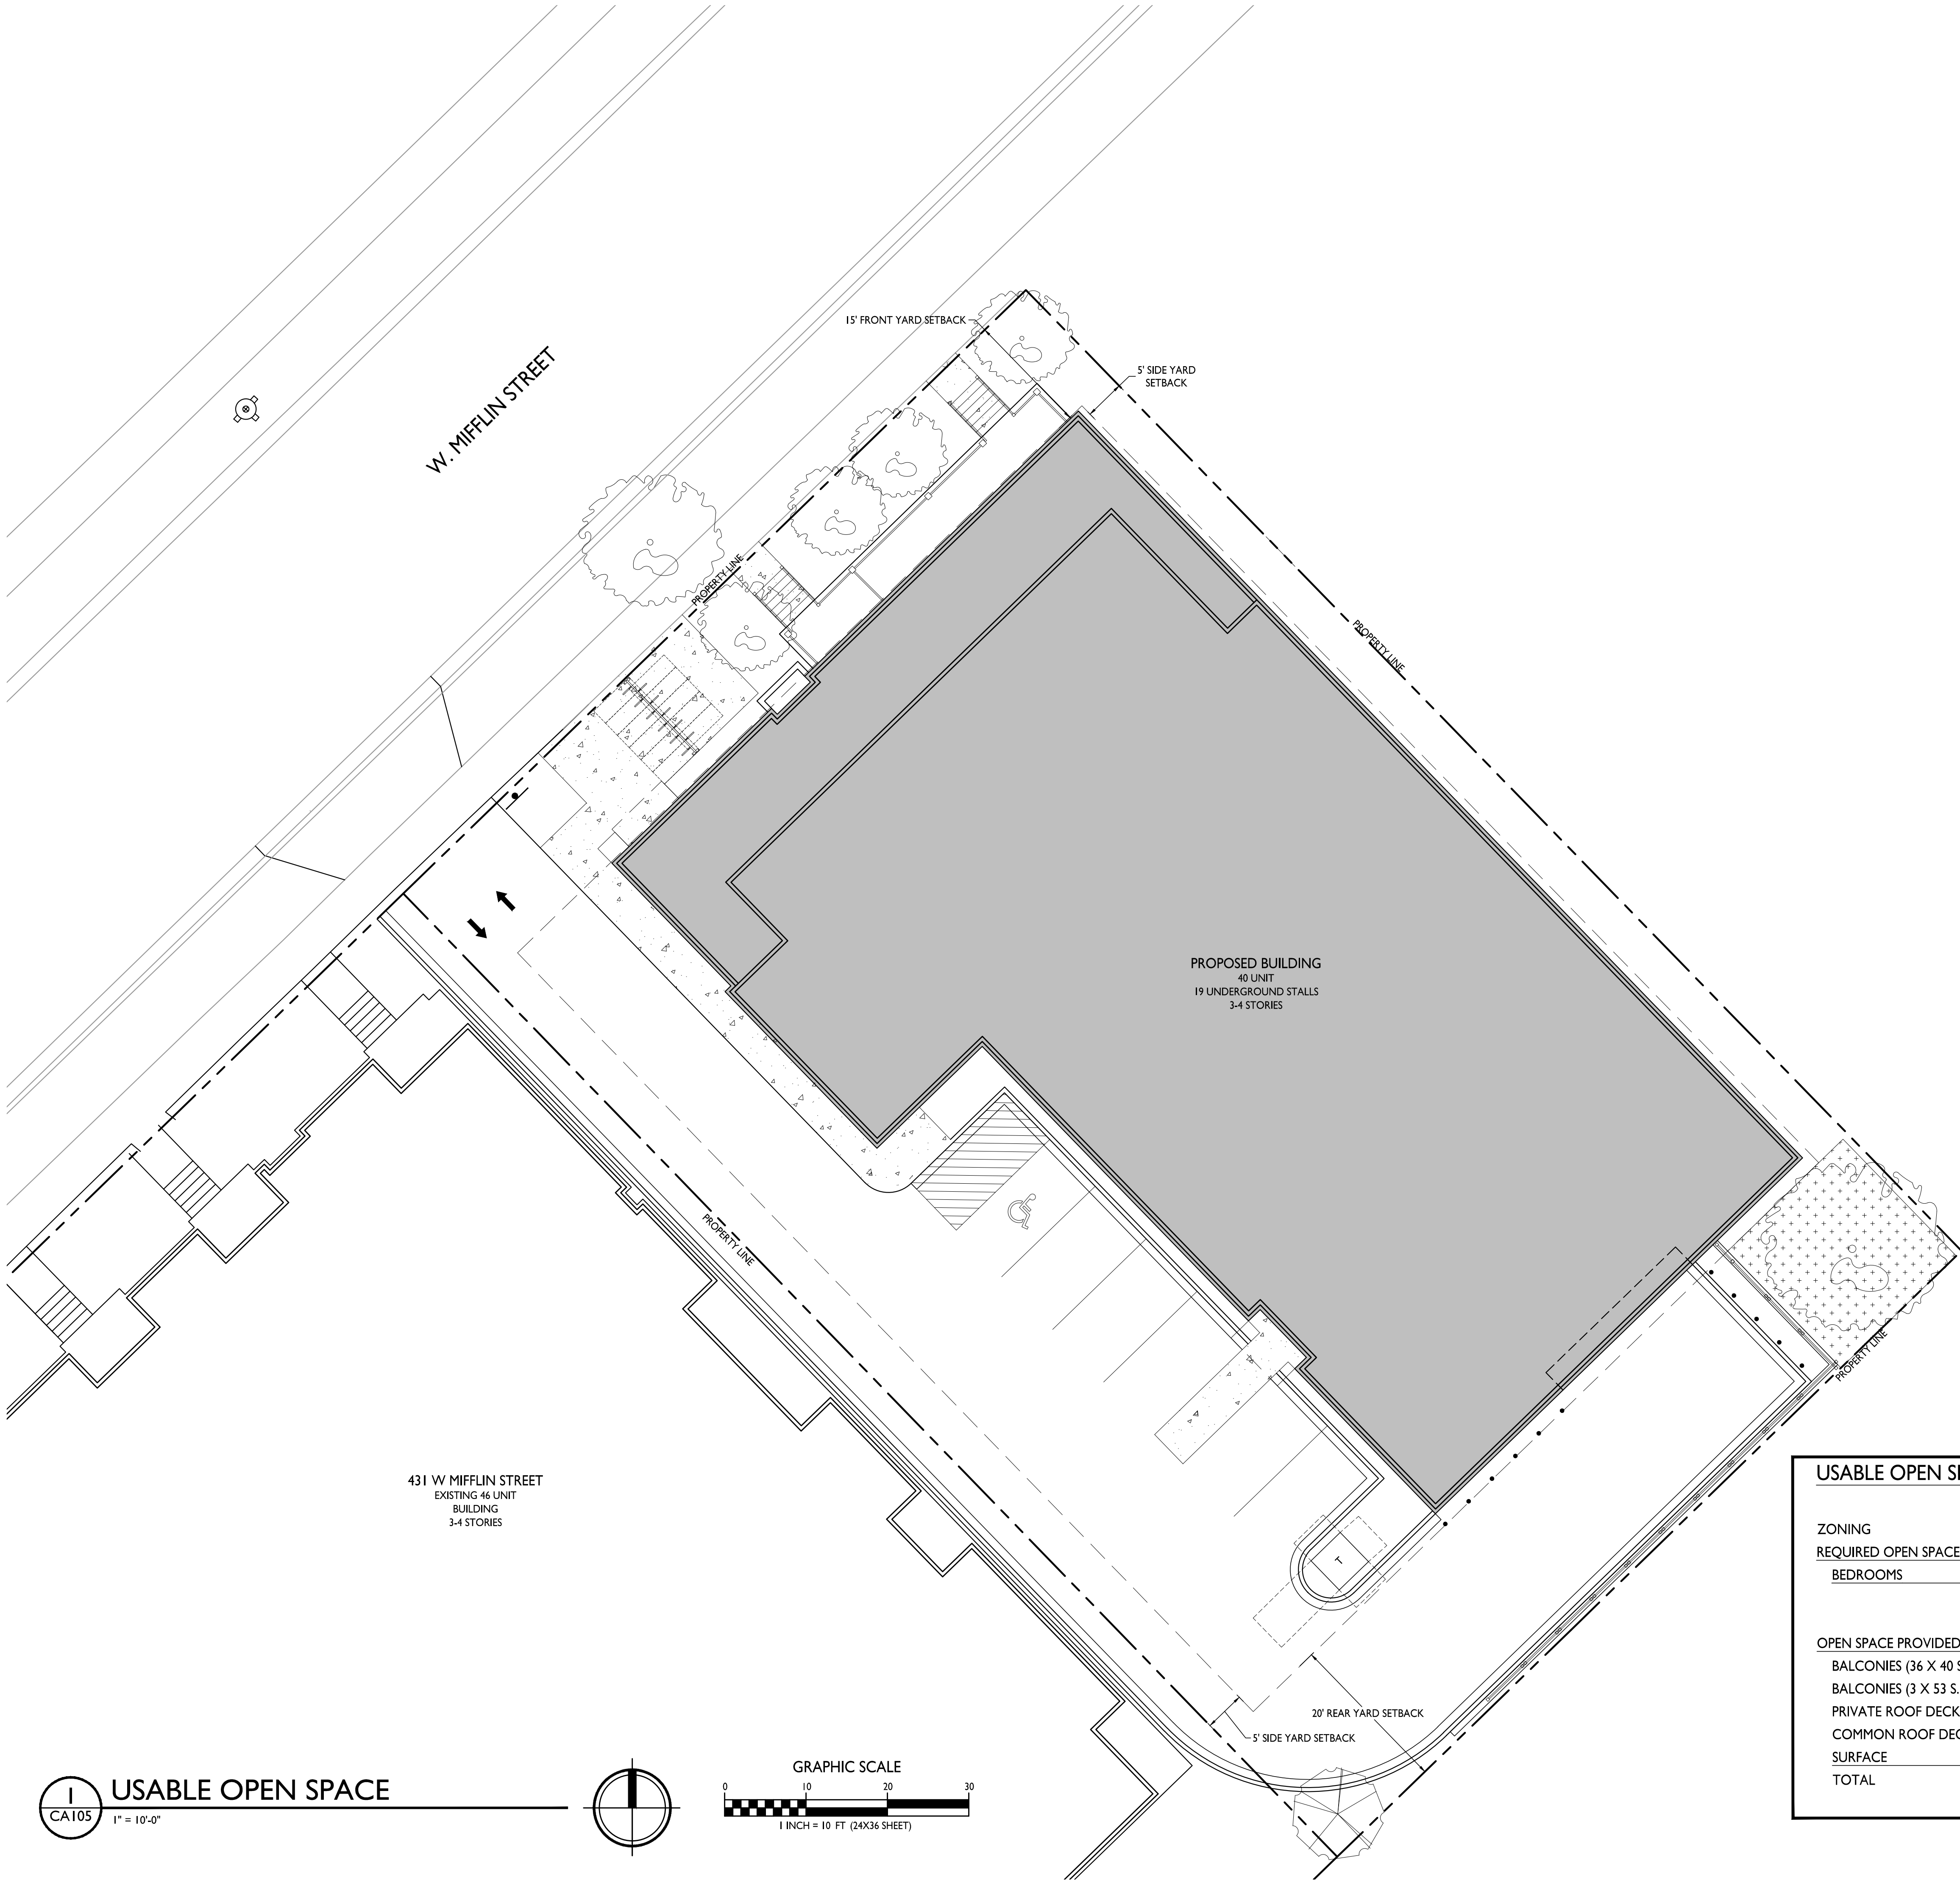 15' FRONT YARD SETBACK
5' SIDE YARD
SETBACK
W. MIFFLIN STREET
PROPERTY LINE
PROPERTY LINE
PROPOSED BUILDING
40 UNIT
19 UNDERGROUND STALLS
3-4 STORIES
PROPERTY LINE
PROPERTY LINE
431 W MIFFLIN STREET
EXISTING 46 UNIT
BUILDING
3-4 STORIES
T
20' REAR YARD SETBACK
5' SIDE YARD SETBACK
USABLE OPEN S
ZONING
REQUIRED OPEN SPACE
BEDROOMS
OPEN SPACE PROVIDED
BALCONIES (36 X 40 S
BALCONIES (3 X 53 S.
PRIVATE ROOF DECK
COMMON ROOF DEC
SURFACE
TOTAL
1
CA105
USABLE OPEN SPACE
1" = 10'-0"
GRAPHIC SCALE
0 10 20 30
1 INCH = 10 FT (24X36 SHEET)